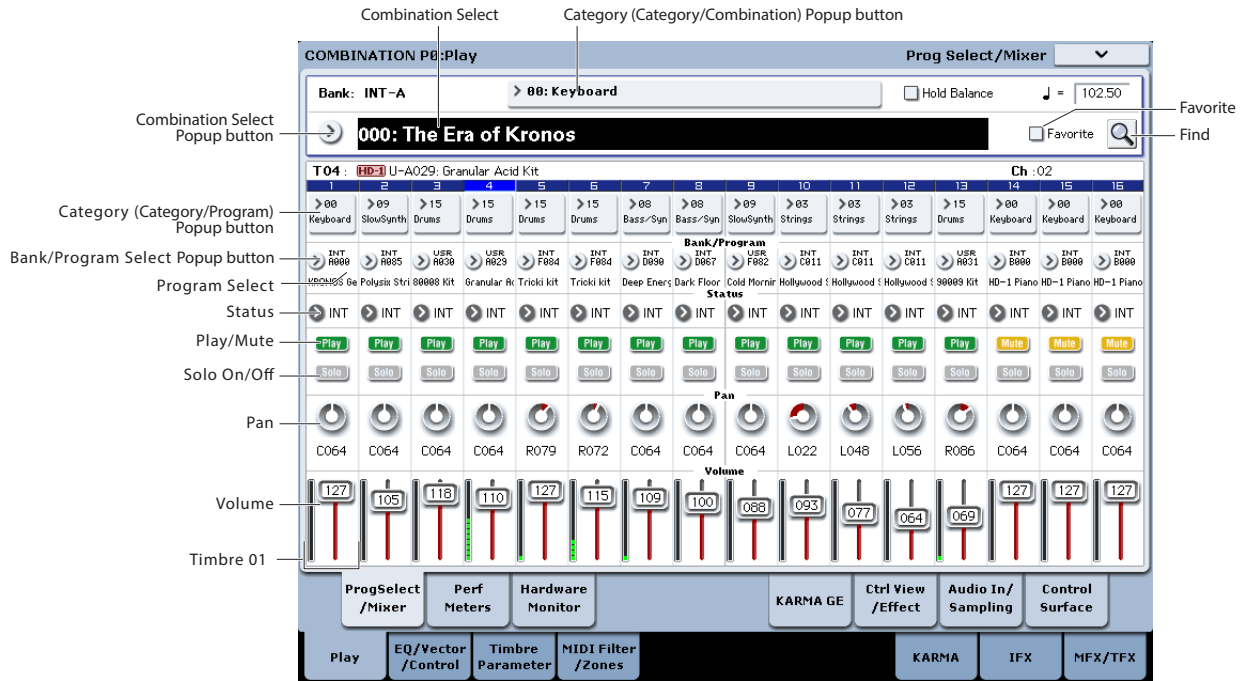 Combination Select
Category (Category/Combination) Popup button
COMBINATION P0:Play
Prog Select/Mixer
Bank: INT-A
00: Keyboard
Hold Balance
♩ = 102.50
Combination Select
Popup button
000: The Era of Kronos
Favorite
Favorite
Find
T04 : HD-1 U-A029: Granular Acid Kit
Ch :02
1 2 3 4 5 6 7 8 9 10 11 12 13 14 15 16
Category (Category/Program)
Popup button
00 09 15 15 15 15 08 08 09 03 03 03 15 00 00 00
Keyboard SlowSynth Drums Drums Drums Drums Bass/Syn Bass/Syn SlowSynth Strings Strings Strings Drums Keyboard Keyboard Keyboard
Bank/Program
Bank/Program Select Popup button
INT INT USR USR INT INT INT INT USR INT INT INT USR INT INT INT
A000 A085 A030 A029 F084 F084 D090 D067 F082 C011 C011 C011 A031 B000 B000 B000
Program Select
KRONOS Ge Polysix Stri 80008 Kit Granular Ac Tricki kit Tricki kit Deep Energ Dark Floor Cold Mornir Hollywood S Hollywood S Hollywood S 90009 Kit HD-1 Piano HD-1 Piano HD-1 Piano
Status
Status
INT INT INT INT INT INT INT INT INT INT INT INT INT INT INT INT
Play/Mute
Play Play Play Play Play Play Play Play Play Play Play Play Play Mute Mute Mute
Solo On/Off
Solo Solo Solo Solo Solo Solo Solo Solo Solo Solo Solo Solo Solo Solo Solo Solo
Pan
Pan
C064 C064 C064 C064 R079 R072 C064 C064 C064 L022 L048 L056 R086 C064 C064 C064
Volume
Volume
127 105 118 110 127 115 109 100 088 093 077 064 069 127 127 127
Timbre 01
ProgSelect
/Mixer
Perf
Meters
Hardware
Monitor
KARMA GE
Ctrl View
/Effect
Audio In/
Sampling
Control
Surface
Play
EQ/Vector
/Control
Timbre
Parameter
MIDI Filter
/Zones
KARMA
IFX
MFX/TFX